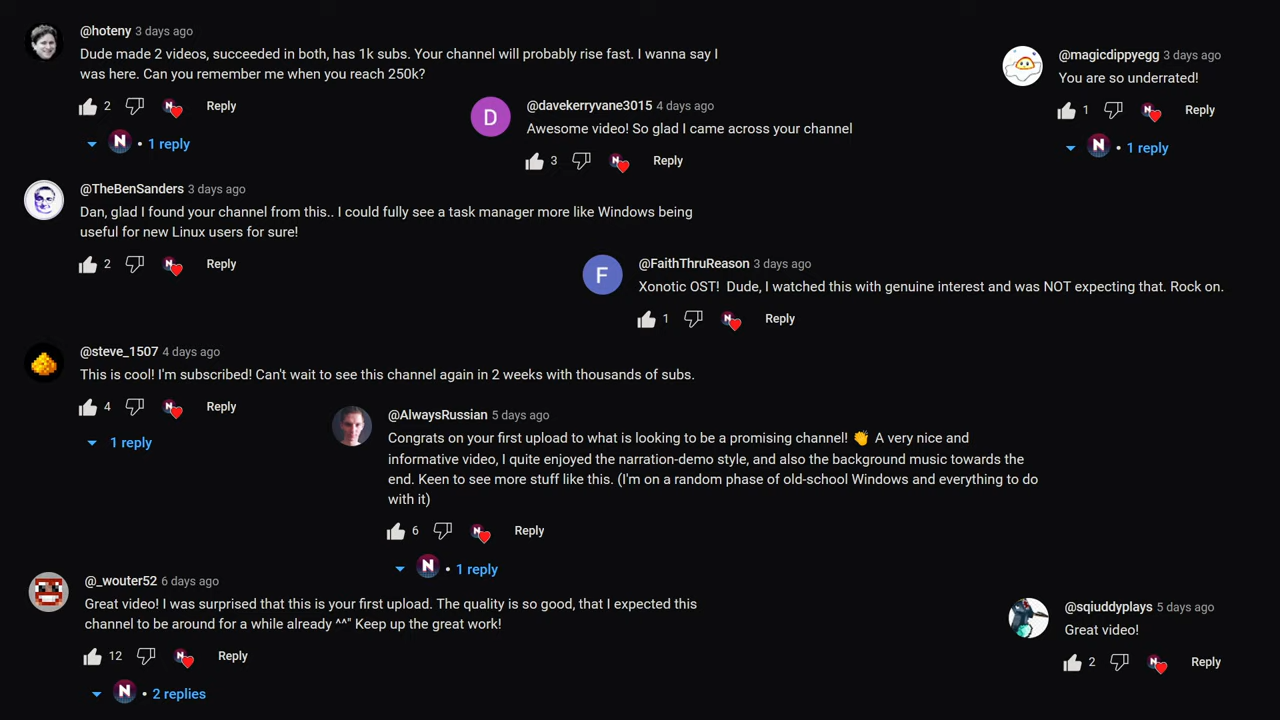 @hoteny 3 days ago
Dude made 2 videos, succeeded in both, has 1k subs. Your channel will probably rise fast. I wanna say I
was here. Can you remember me when you reach 250k?
2 Reply
N • 1 reply
@magicdippyegg 3 days ago
You are so underrated!
1 Reply
N • 1 reply
D
@davekerryvane3015 4 days ago
Awesome video! So glad I came across your channel
3 Reply
@TheBenSanders 3 days ago
Dan, glad I found your channel from this.. I could fully see a task manager more like Windows being
useful for new Linux users for sure!
2 Reply
F
@FaithThruReason 3 days ago
Xonotic OST!  Dude, I watched this with genuine interest and was NOT expecting that. Rock on.
1 Reply
@steve_1507 4 days ago
This is cool! I'm subscribed! Can't wait to see this channel again in 2 weeks with thousands of subs.
4 Reply
1 reply
@AlwaysRussian 5 days ago
Congrats on your first upload to what is looking to be a promising channel! 👏 A very nice and
informative video, I quite enjoyed the narration-demo style, and also the background music towards the
end. Keen to see more stuff like this. (I'm on a random phase of old-school Windows and everything to do
with it)
6 Reply
N • 1 reply
@_wouter52 6 days ago
Great video! I was surprised that this is your first upload. The quality is so good, that I expected this
channel to be around for a while already ^^" Keep up the great work!
12 Reply
N • 2 replies
@sqiuddyplays 5 days ago
Great video!
2 Reply